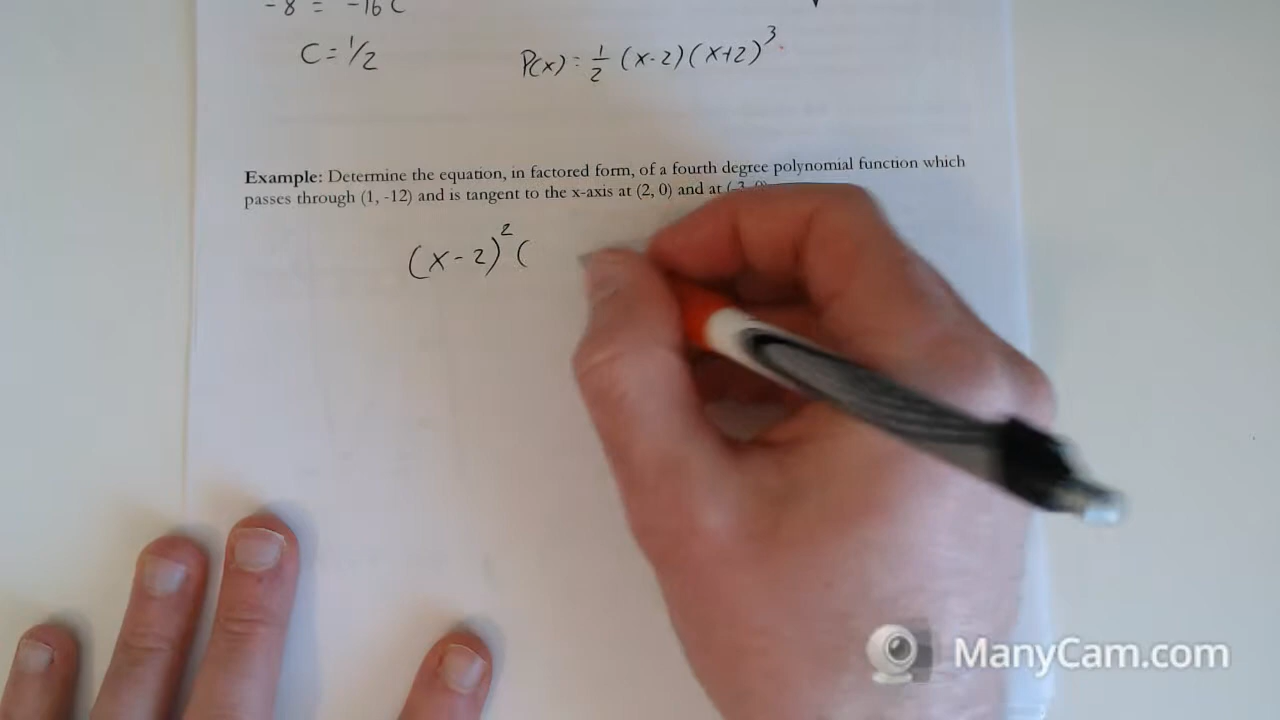 -8 = -16C
C = 1/2
P(x) = 1/2 (x-2)(x+2)^3
Example: Determine the equation, in factored form, of a fourth degree polynomial function which
passes through (1, -12) and is tangent to the x-axis at (2, 0) and at
(x-2)^2 (
ManyCam.com